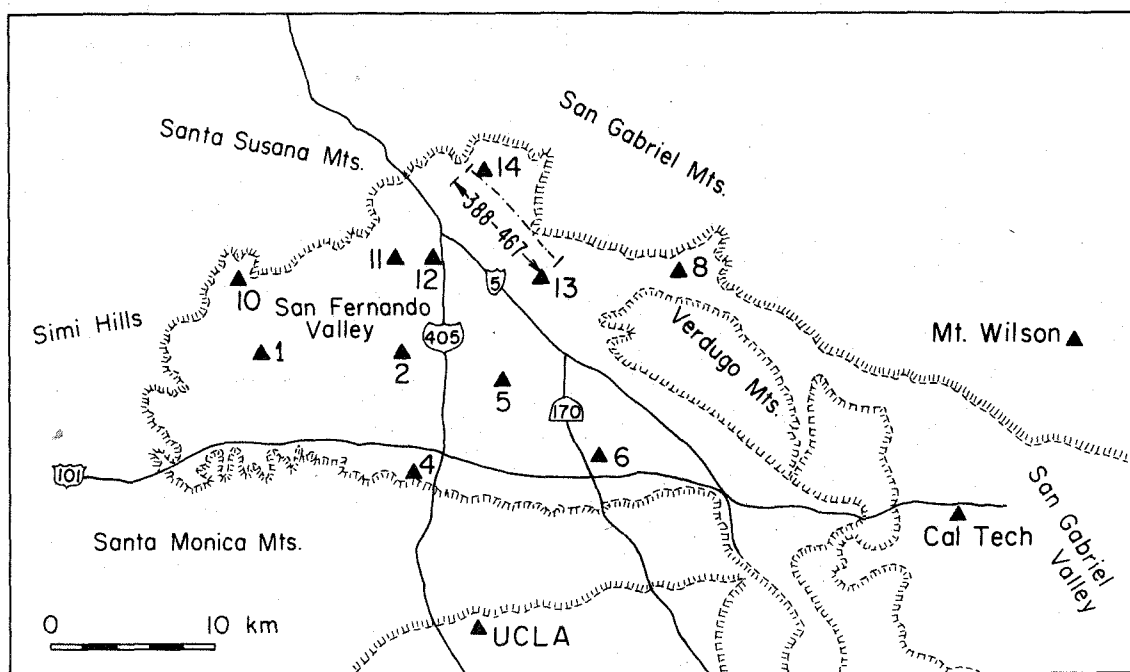 San Gabriel Mts.
Santa Susana Mts.
14
388-467
11
12
5
13
8
10
San Fernando
Valley
Simi Hills
405
Verdugo Mts.
Mt. Wilson
1
2
5
170
6
4
101
San Gabriel
Valley
Santa Monica Mts.
Cal Tech
0 10 km
UCLA